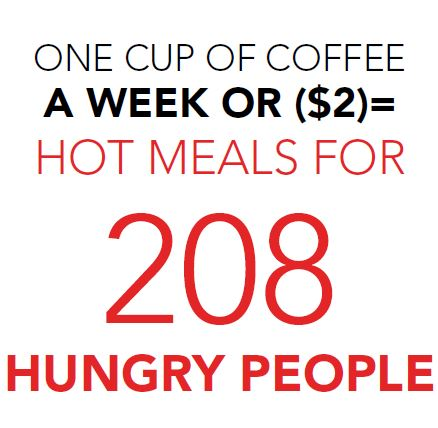 ONE CUP OF COFFEE
A WEEK OR ($2)=
HOT MEALS FOR
208
HUNGRY PEOPLE